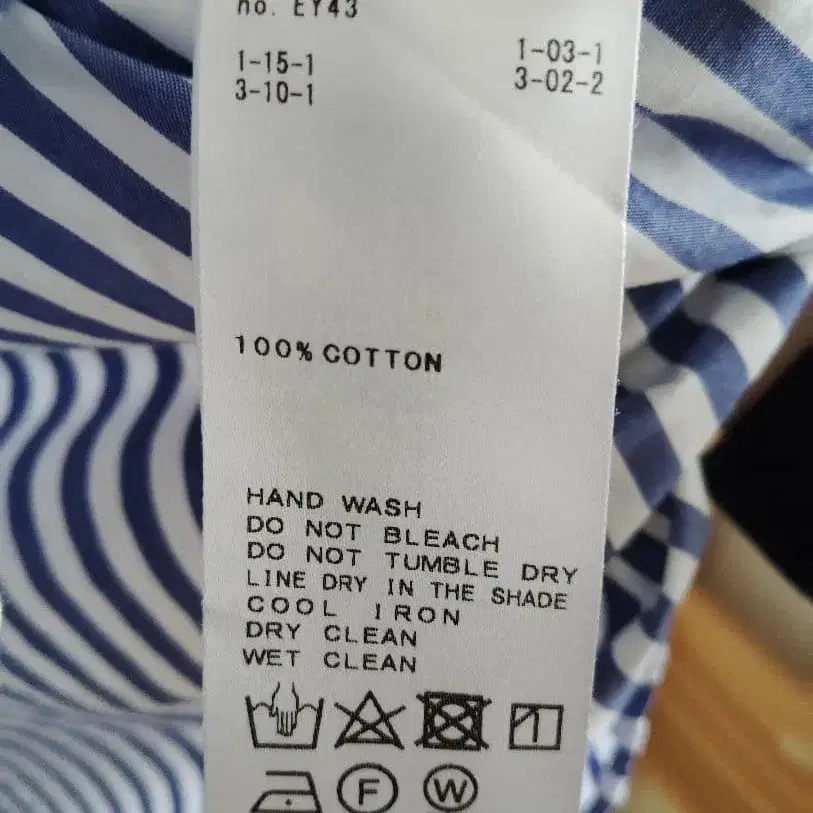 no. EY43
1-15-1 1-03-1
3-10-1 3-02-2
100% COTTON
HAND WASH
DO NOT BLEACH
DO NOT TUMBLE DRY
LINE DRY IN THE SHADE
COOL IRON
DRY CLEAN
WET CLEAN
F W